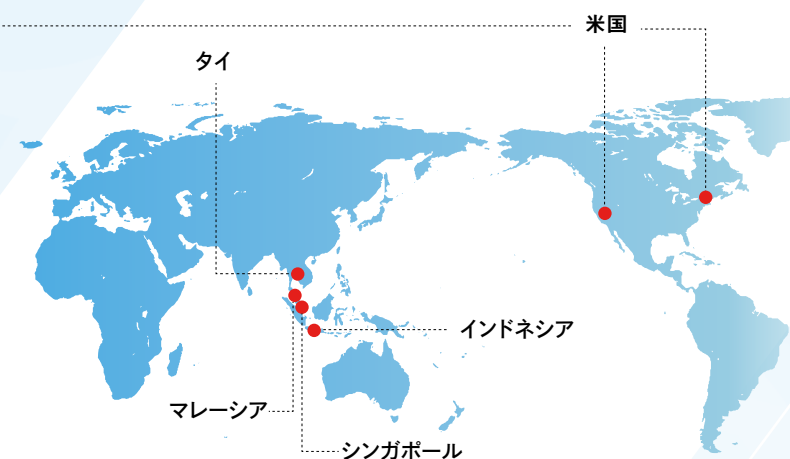 米国
タイ
インドネシア
マレーシア
シンガポール